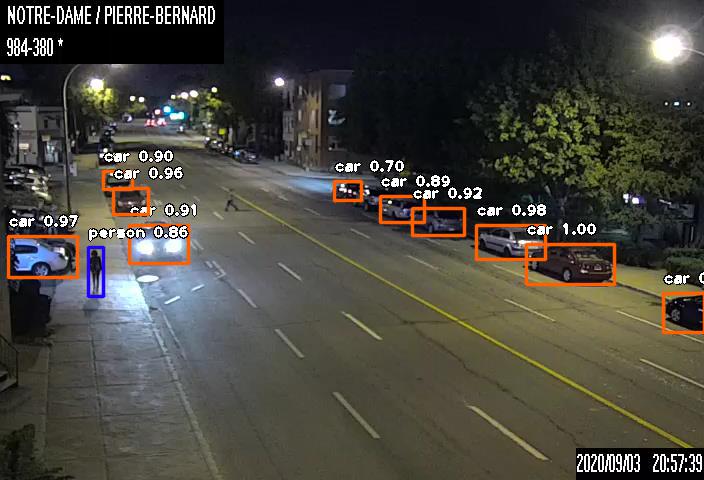 NOTRE-DAME / PIERRE-BERNARD
984-380 *
car 0.90
car 0.96
car 0.70
car 0.89
car 0.92
car 0.91
car 0.97
person 0.86
car 0.98
car 1.00
car
2020/09/03 20:57:39